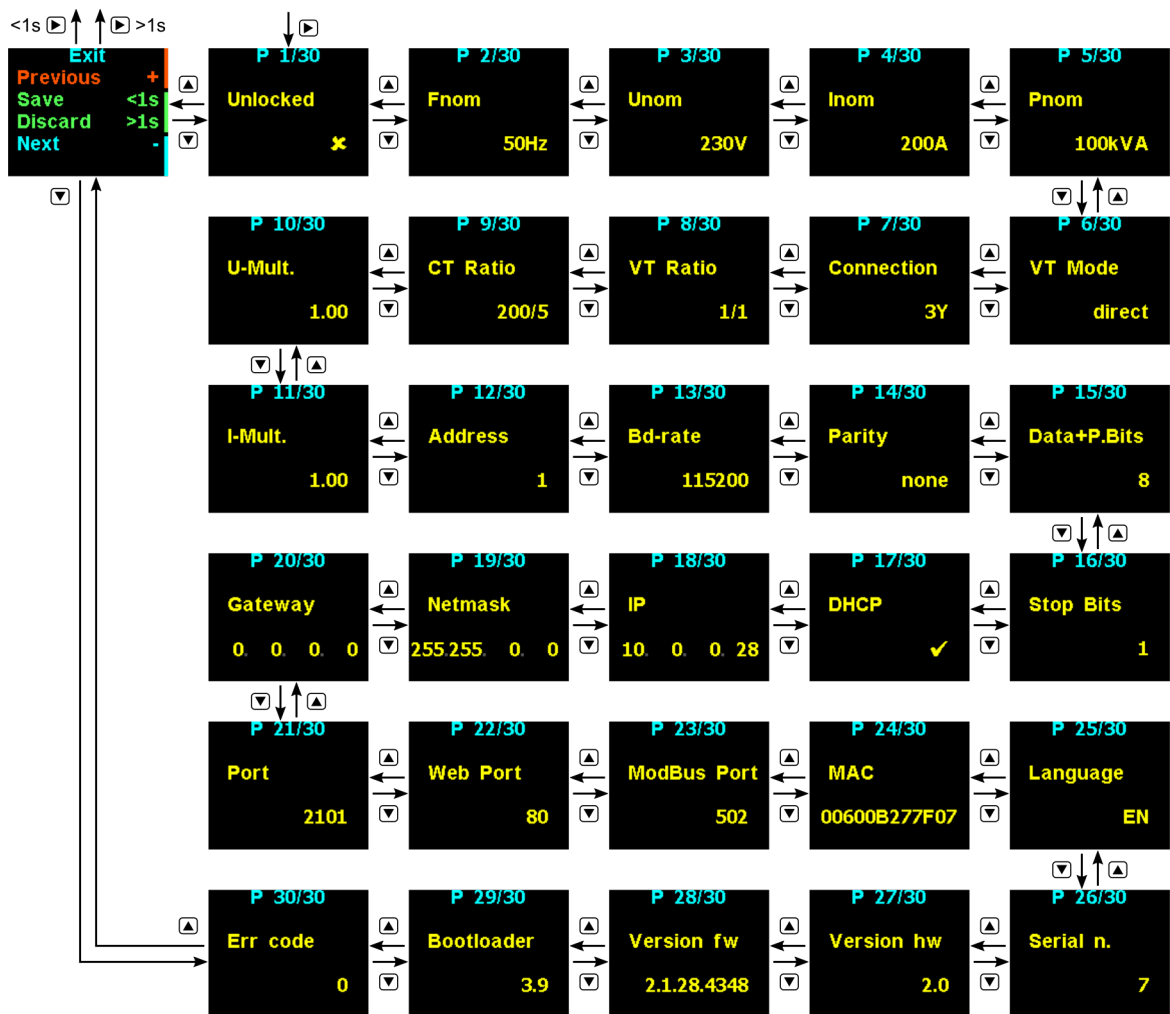 <1s ▶ ▶ >1s
▶
Exit
Previous +
Save <1s
Discard >1s
Next -
P 1/30
Unlocked
✘
P 2/30
Fnom
50Hz
P 3/30
Unom
230V
P 4/30
Inom
200A
P 5/30
Pnom
100kVA
P 10/30
U-Mult.
1.00
P 9/30
CT Ratio
200/5
P 8/30
VT Ratio
1/1
P 7/30
Connection
3Y
P 6/30
VT Mode
direct
P 11/30
I-Mult.
1.00
P 12/30
Address
1
P 13/30
Bd-rate
115200
P 14/30
Parity
none
P 15/30
Data+P.Bits
8
P 20/30
Gateway
0. 0. 0. 0
P 19/30
Netmask
255.255. 0. 0
P 18/30
IP
10. 0. 0. 28
P 17/30
DHCP
✓
P 16/30
Stop Bits
1
P 21/30
Port
2101
P 22/30
Web Port
80
P 23/30
ModBus Port
502
P 24/30
MAC
00600B277F07
P 25/30
Language
EN
P 30/30
Err code
0
P 29/30
Bootloader
3.9
P 28/30
Version fw
2.1.28.4348
P 27/30
Version hw
2.0
P 26/30
Serial n.
7